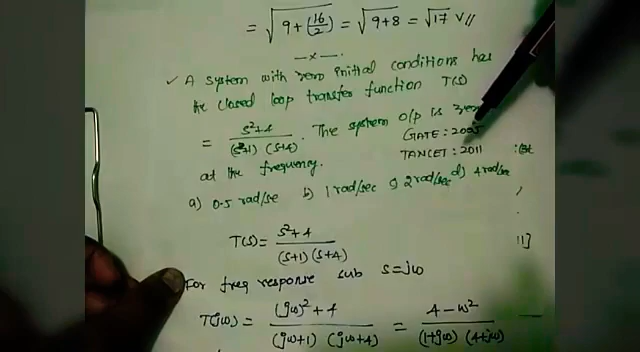 = √(9 + (16/2)) = √(9+8) = √17 V//
—x—.
✓ A system with zero initial conditions has
the closed loop transfer function T(s)
= (s²+4)/((s+1)(s+4)). The system o/p is zero
GATE: 2005
at the frequency.
TANCET: 2011
a) 0.5 rad/se b) 1 rad/sec c) 2 rad/sec d) 4 rad/se
T(s) = (s²+4)/((s+1)(s+4))
For freq response sub s=jω
T(jω) = ((jω)²+4)/((jω+1)(jω+4)) = (4-ω²)/((1+jω)(4+jω))